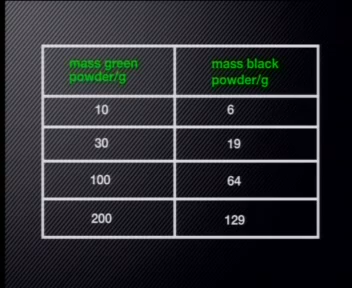 mass green
powder/g
mass black
powder/g
10
6
30
19
100
64
200
129